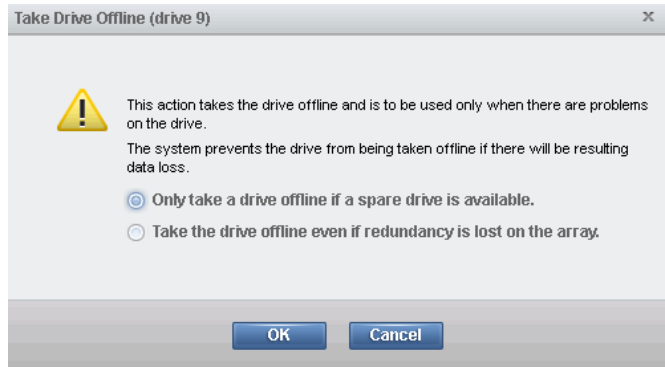 Take Drive Offline (drive 9)
This action takes the drive offline and is to be used only when there are problems
on the drive.
The system prevents the drive from being taken offline if there will be resulting
data loss.
Only take a drive offline if a spare drive is available.
Take the drive offline even if redundancy is lost on the array.
OK Cancel